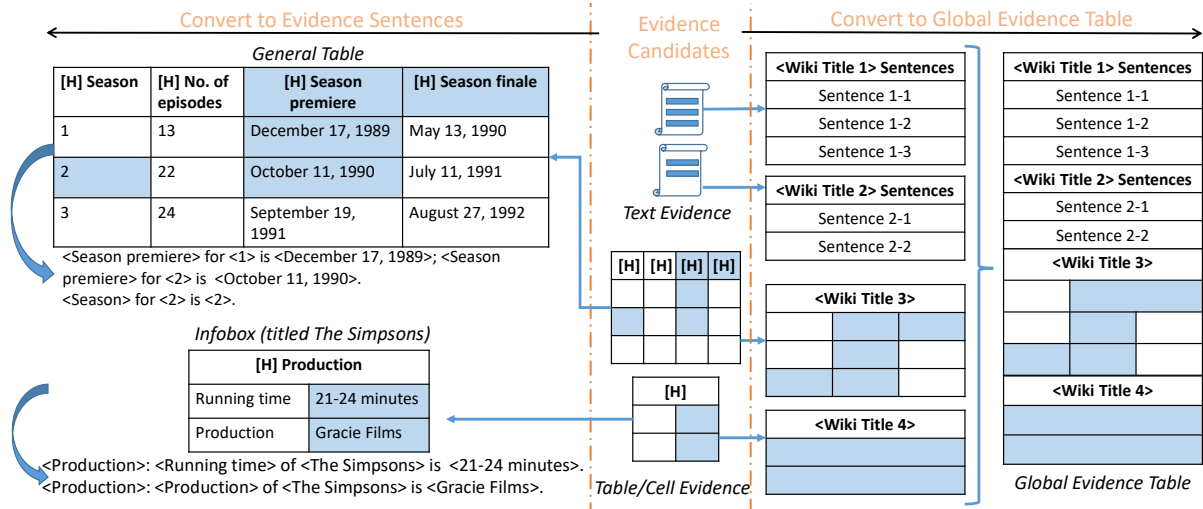 Convert to Evidence Sentences
Evidence
Candidates
Convert to Global Evidence Table
General Table
[H] Season
[H] No. of
episodes
[H] Season
premiere
[H] Season finale
1
13
December 17, 1989
May 13, 1990
2
22
October 11, 1990
July 11, 1991
3
24
September 19,
1991
August 27, 1992
<Season premiere> for <1> is <December 17, 1989>; <Season
premiere> for <2> is <October 11, 1990>.
<Season> for <2> is <2>.
Infobox (titled The Simpsons)
[H] Production
Running time
21-24 minutes
Production
Gracie Films
<Production>: <Running time> of <The Simpsons> is <21-24 minutes>.
<Production>: <Production> of <The Simpsons> is <Gracie Films>.
Text Evidence
[H]
[H]
[H]
[H]
[H]
Table/Cell Evidence
<Wiki Title 1> Sentences
Sentence 1-1
Sentence 1-2
Sentence 1-3
<Wiki Title 2> Sentences
Sentence 2-1
Sentence 2-2
<Wiki Title 3>
<Wiki Title 4>
<Wiki Title 1> Sentences
Sentence 1-1
Sentence 1-2
Sentence 1-3
<Wiki Title 2> Sentences
Sentence 2-1
Sentence 2-2
<Wiki Title 3>
<Wiki Title 4>
Global Evidence Table